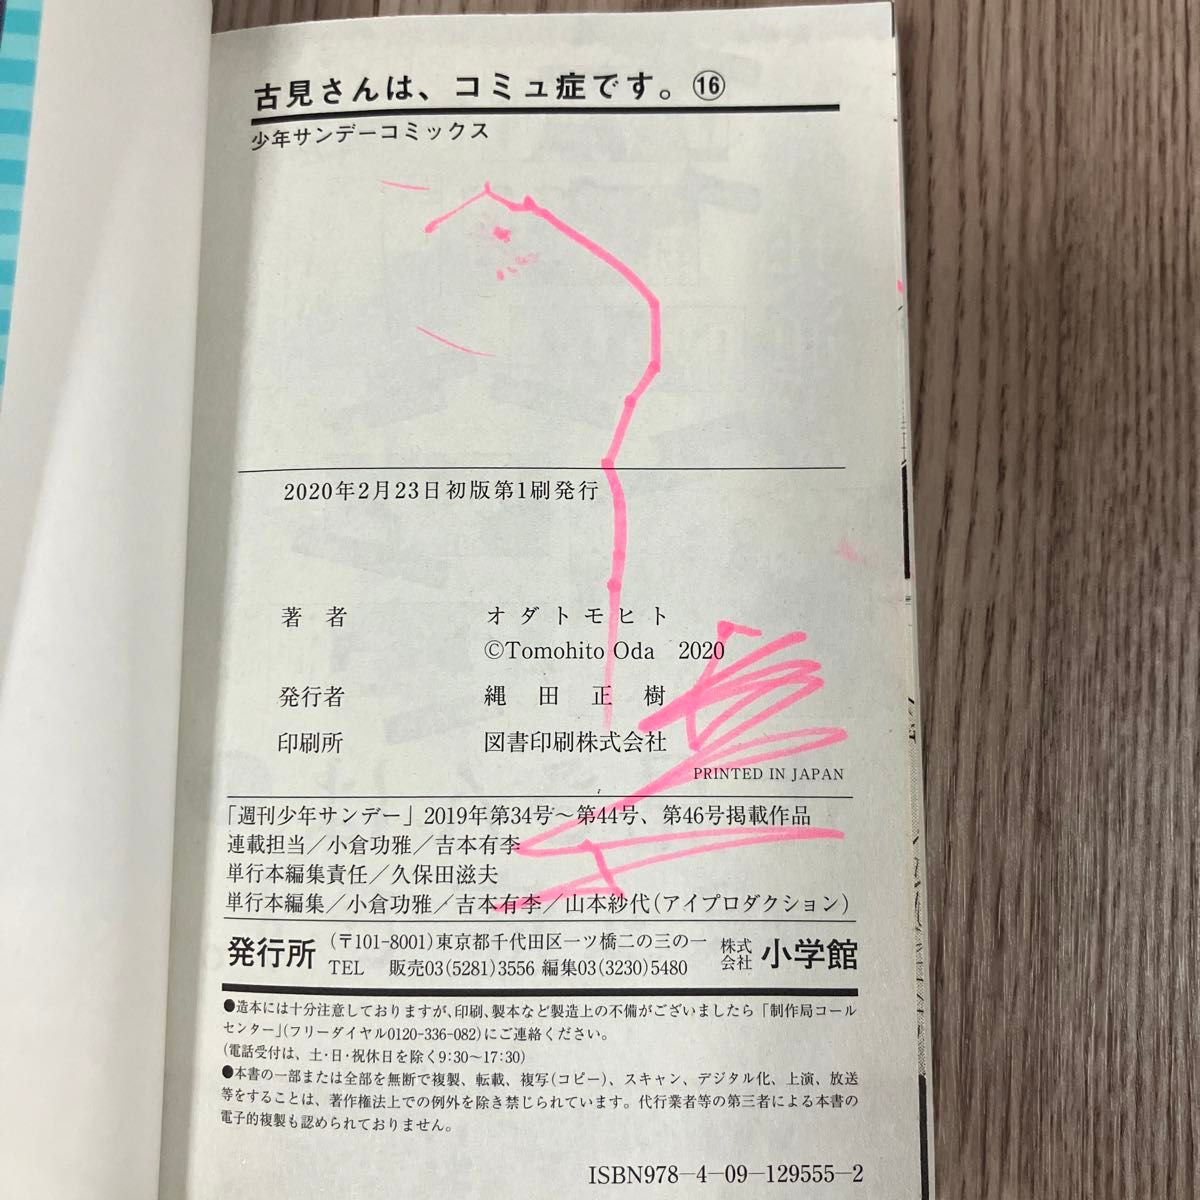 古見さんは、コミュ症です。⑯
少年サンデーコミックス
2020年2月23日初版第1刷発行
著　者　オダトモヒト
©Tomohito Oda　2020
発行者　縄　田　正　樹
印刷所　図書印刷株式会社
PRINTED IN JAPAN
「週刊少年サンデー」2019年第34号〜第44号、第46号掲載作品
連載担当／小倉功雅／吉本有李
単行本編集責任／久保田滋夫
単行本編集／小倉功雅／吉本有李／山本紗代(アイプロダクション)
発行所　(〒101-8001)東京都千代田区一ツ橋二の三の一　株式会社　小学館
TEL　販売03(5281)3556 編集03(3230)5480
●造本には十分注意しておりますが、印刷、製本など製造上の不備がございましたら「制作局コール
センター」(フリーダイヤル0120-336-082)にご連絡ください。
(電話受付は、土・日・祝休日を除く9:30〜17:30)
●本書の一部または全部を無断で複製、転載、複写(コピー)、スキャン、デジタル化、上演、放送
等をすることは、著作権法上での例外を除き禁じられています。代行業者等の第三者による本書の
電子的複製も認められておりません。
ISBN978-4-09-129555-2